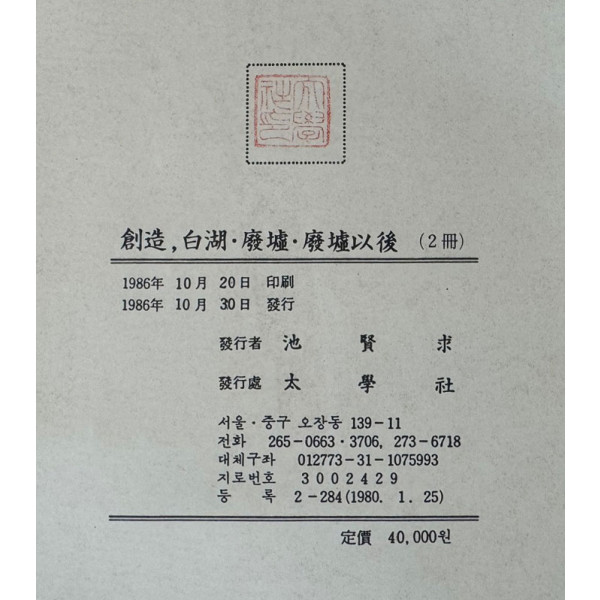 創造, 白湖·廢墟·廢墟以後 (2冊)
1986年 10月 20日 印刷
1986年 10月 30日 發行
發行者 池 賢 求
發行處 太 學 社
서울·중구 오장동 139-11
전화 265-0663·3706, 273-6718
대체구좌 012773-31-1075993
지로번호 3002429
등 록 2-284(1980. 1. 25)
定價 40,000원